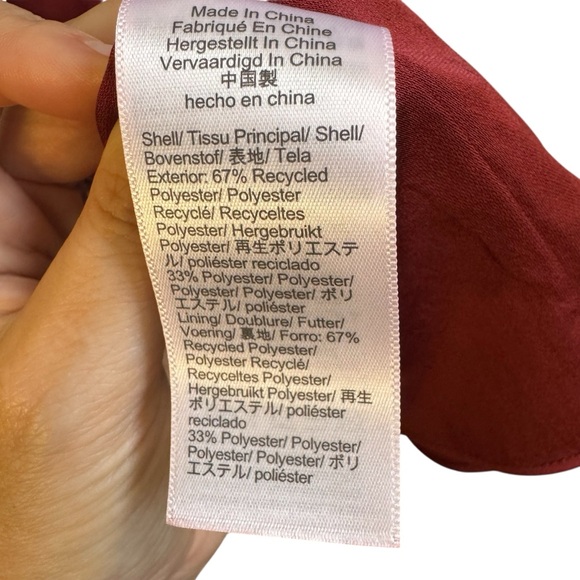 Made In China
Fabriqué En Chine
Hergestellt In China
Vervaardigd In China
中国製
hecho en china
Shell/ Tissu Principal/ Shell/
Bovenstof/ 表地/ Tela
Exterior: 67% Recycled
Polyester/ Polyester
Recyclé/ Recyceltes
Polyester/ Hergebruikt
Polyester/ 再生ポリエステ
ル/ poliéster reciclado
33% Polyester/ Polyester/
Polyester/ Polyester/ ポリ
エステル/ poliéster
Lining/ Doublure/ Futter/
Voering/ 裏地/ Forro: 67%
Recycled Polyester/
Polyester Recyclé/
Recyceltes Polyester/
Hergebruikt Polyester/ 再生
ポリエステル/ poliéster
reciclado
33% Polyester/ Polyester/
Polyester/ Polyester/ ポリ
エステル/ poliéster